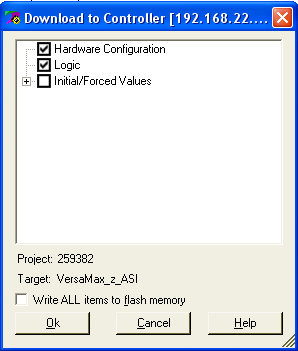 Download to Controller [192.168.22....
Hardware Configuration
Logic
Initial/Forced Values
Project: 259382
Target: VersaMax_z_ASI
Write ALL items to flash memory
Ok Cancel Help